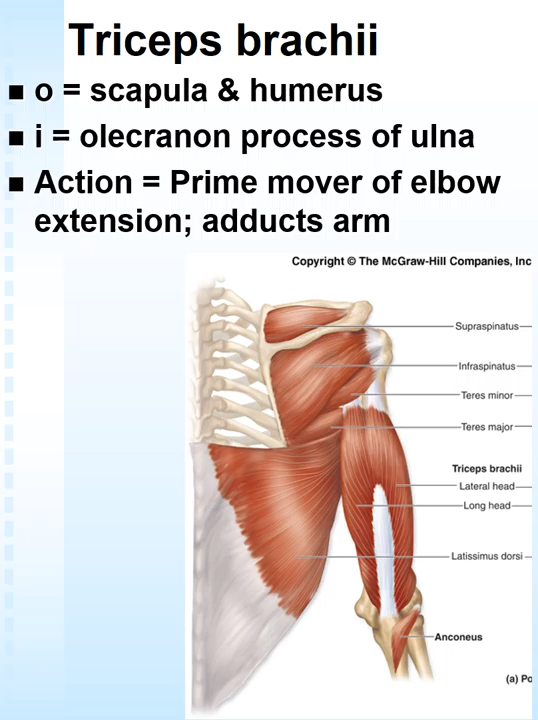 Triceps brachii
■ o = scapula & humerus
■ i = olecranon process of ulna
■ Action = Prime mover of elbow
extension; adducts arm
Copyright © The McGraw-Hill Companies, Inc
Supraspinatus
Infraspinatus
Teres minor
Teres major
Triceps brachii
Lateral head
Long head
Latissimus dorsi
Anconeus
(a) Po